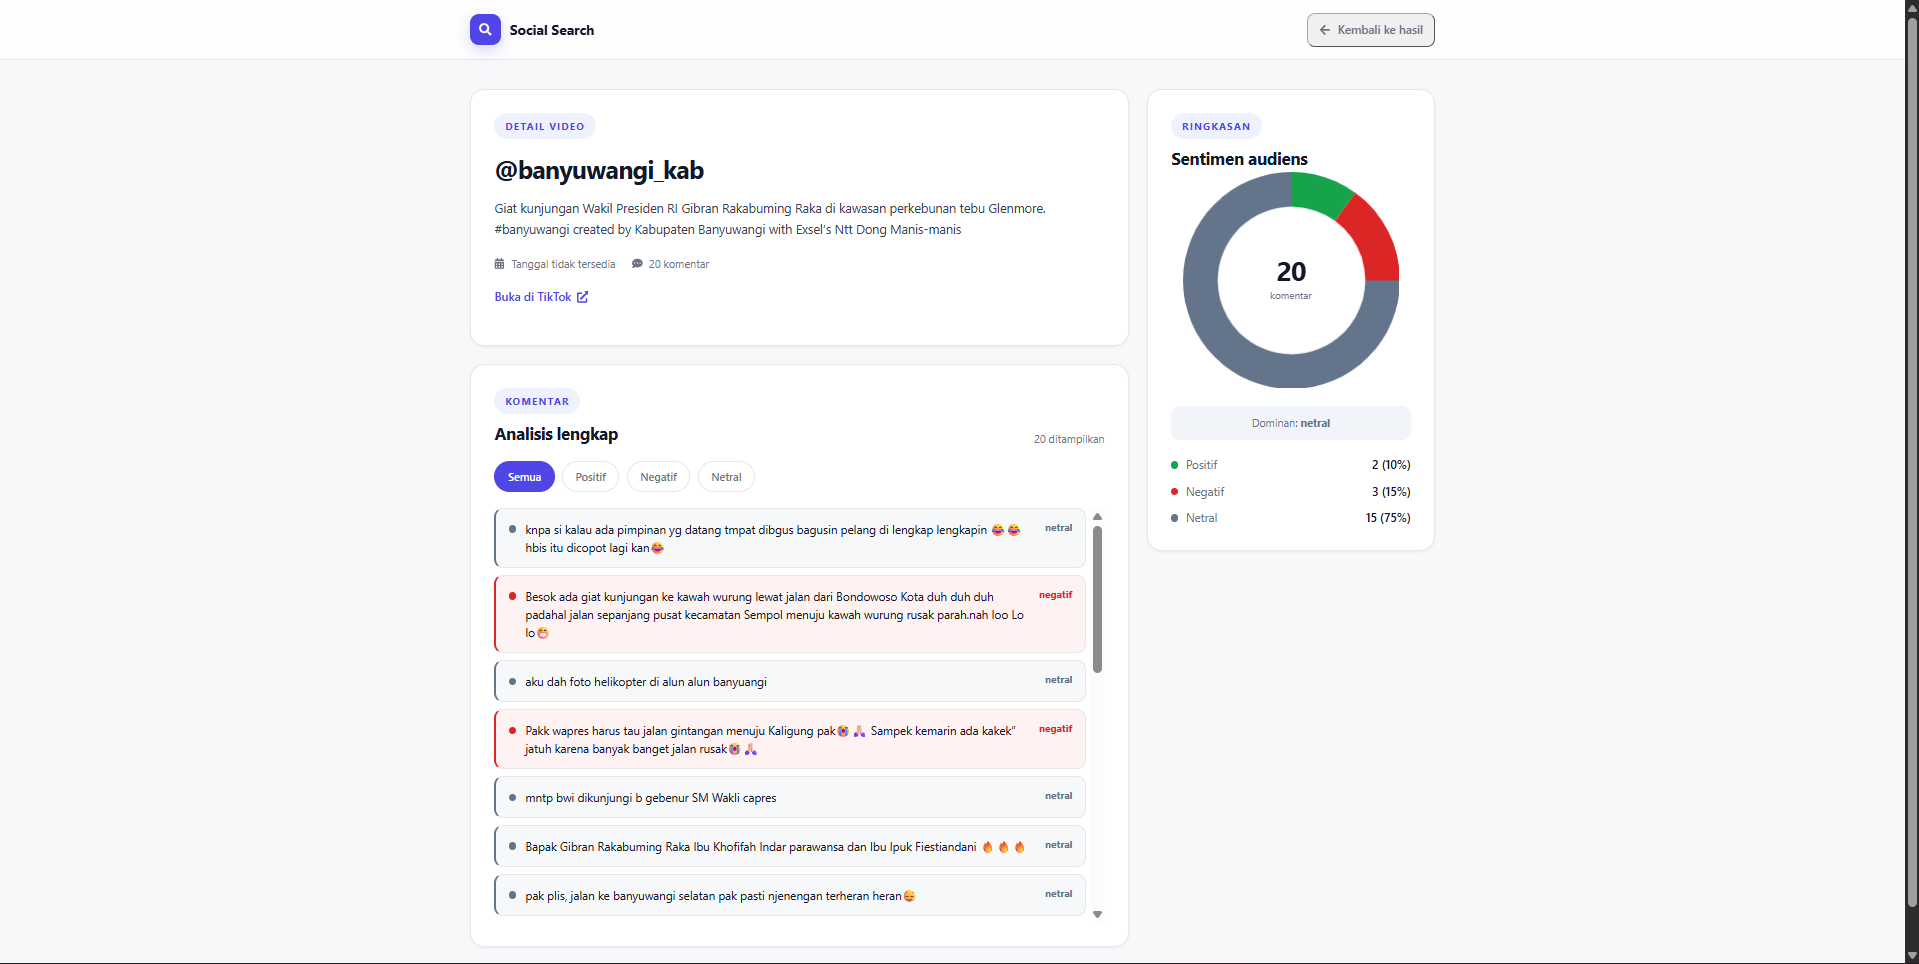 Social Search
Kembali ke hasil
DETAIL VIDEO
@banyuwangi_kab
Giat kunjungan Wakil Presiden RI Gibran Rakabuming Raka di kawasan perkebunan tebu Glenmore.
#banyuwangi created by Kabupaten Banyuwangi with Exsel's Ntt Dong Manis-manis
Tanggal tidak tersedia 20 komentar
Buka di TikTok
KOMENTAR
Analisis lengkap
20 ditampilkan
Semua Positif Negatif Netral
knpa si kalau ada pimpinan yg datang tmpat dibgus bagusin pelang di lengkap lengkapin 😂😂 netral
hbis itu dicopot lagi kan😂
Besok ada giat kunjungan ke kawah wurung lewat jalan dari Bondowoso Kota duh duh duh negatif
padahal jalan sepanjang pusat kecamatan Sempol menuju kawah wurung rusak parah.nah loo Lo
lo😁
aku dah foto helikopter di alun alun banyuangi netral
Pakk wapres harus tau jalan gintangan menuju Kaligung pak😭🙏🏻 Sampek kemarin ada kakek" negatif
jatuh karena banyak banget jalan rusak😭🙏🏻
mntp bwi dikunjungi b gebenur SM Wakli capres netral
Bapak Gibran Rakabuming Raka Ibu Khofifah Indar parawansa dan Ibu Ipuk Fiestiandani 🔥🔥🔥 netral
pak plis, jalan ke banyuwangi selatan pak pasti njenengan terheran heran🥰 netral
RINGKASAN
Sentimen audiens
20
komentar
Dominan: netral
Positif 2 (10%)
Negatif 3 (15%)
Netral 15 (75%)